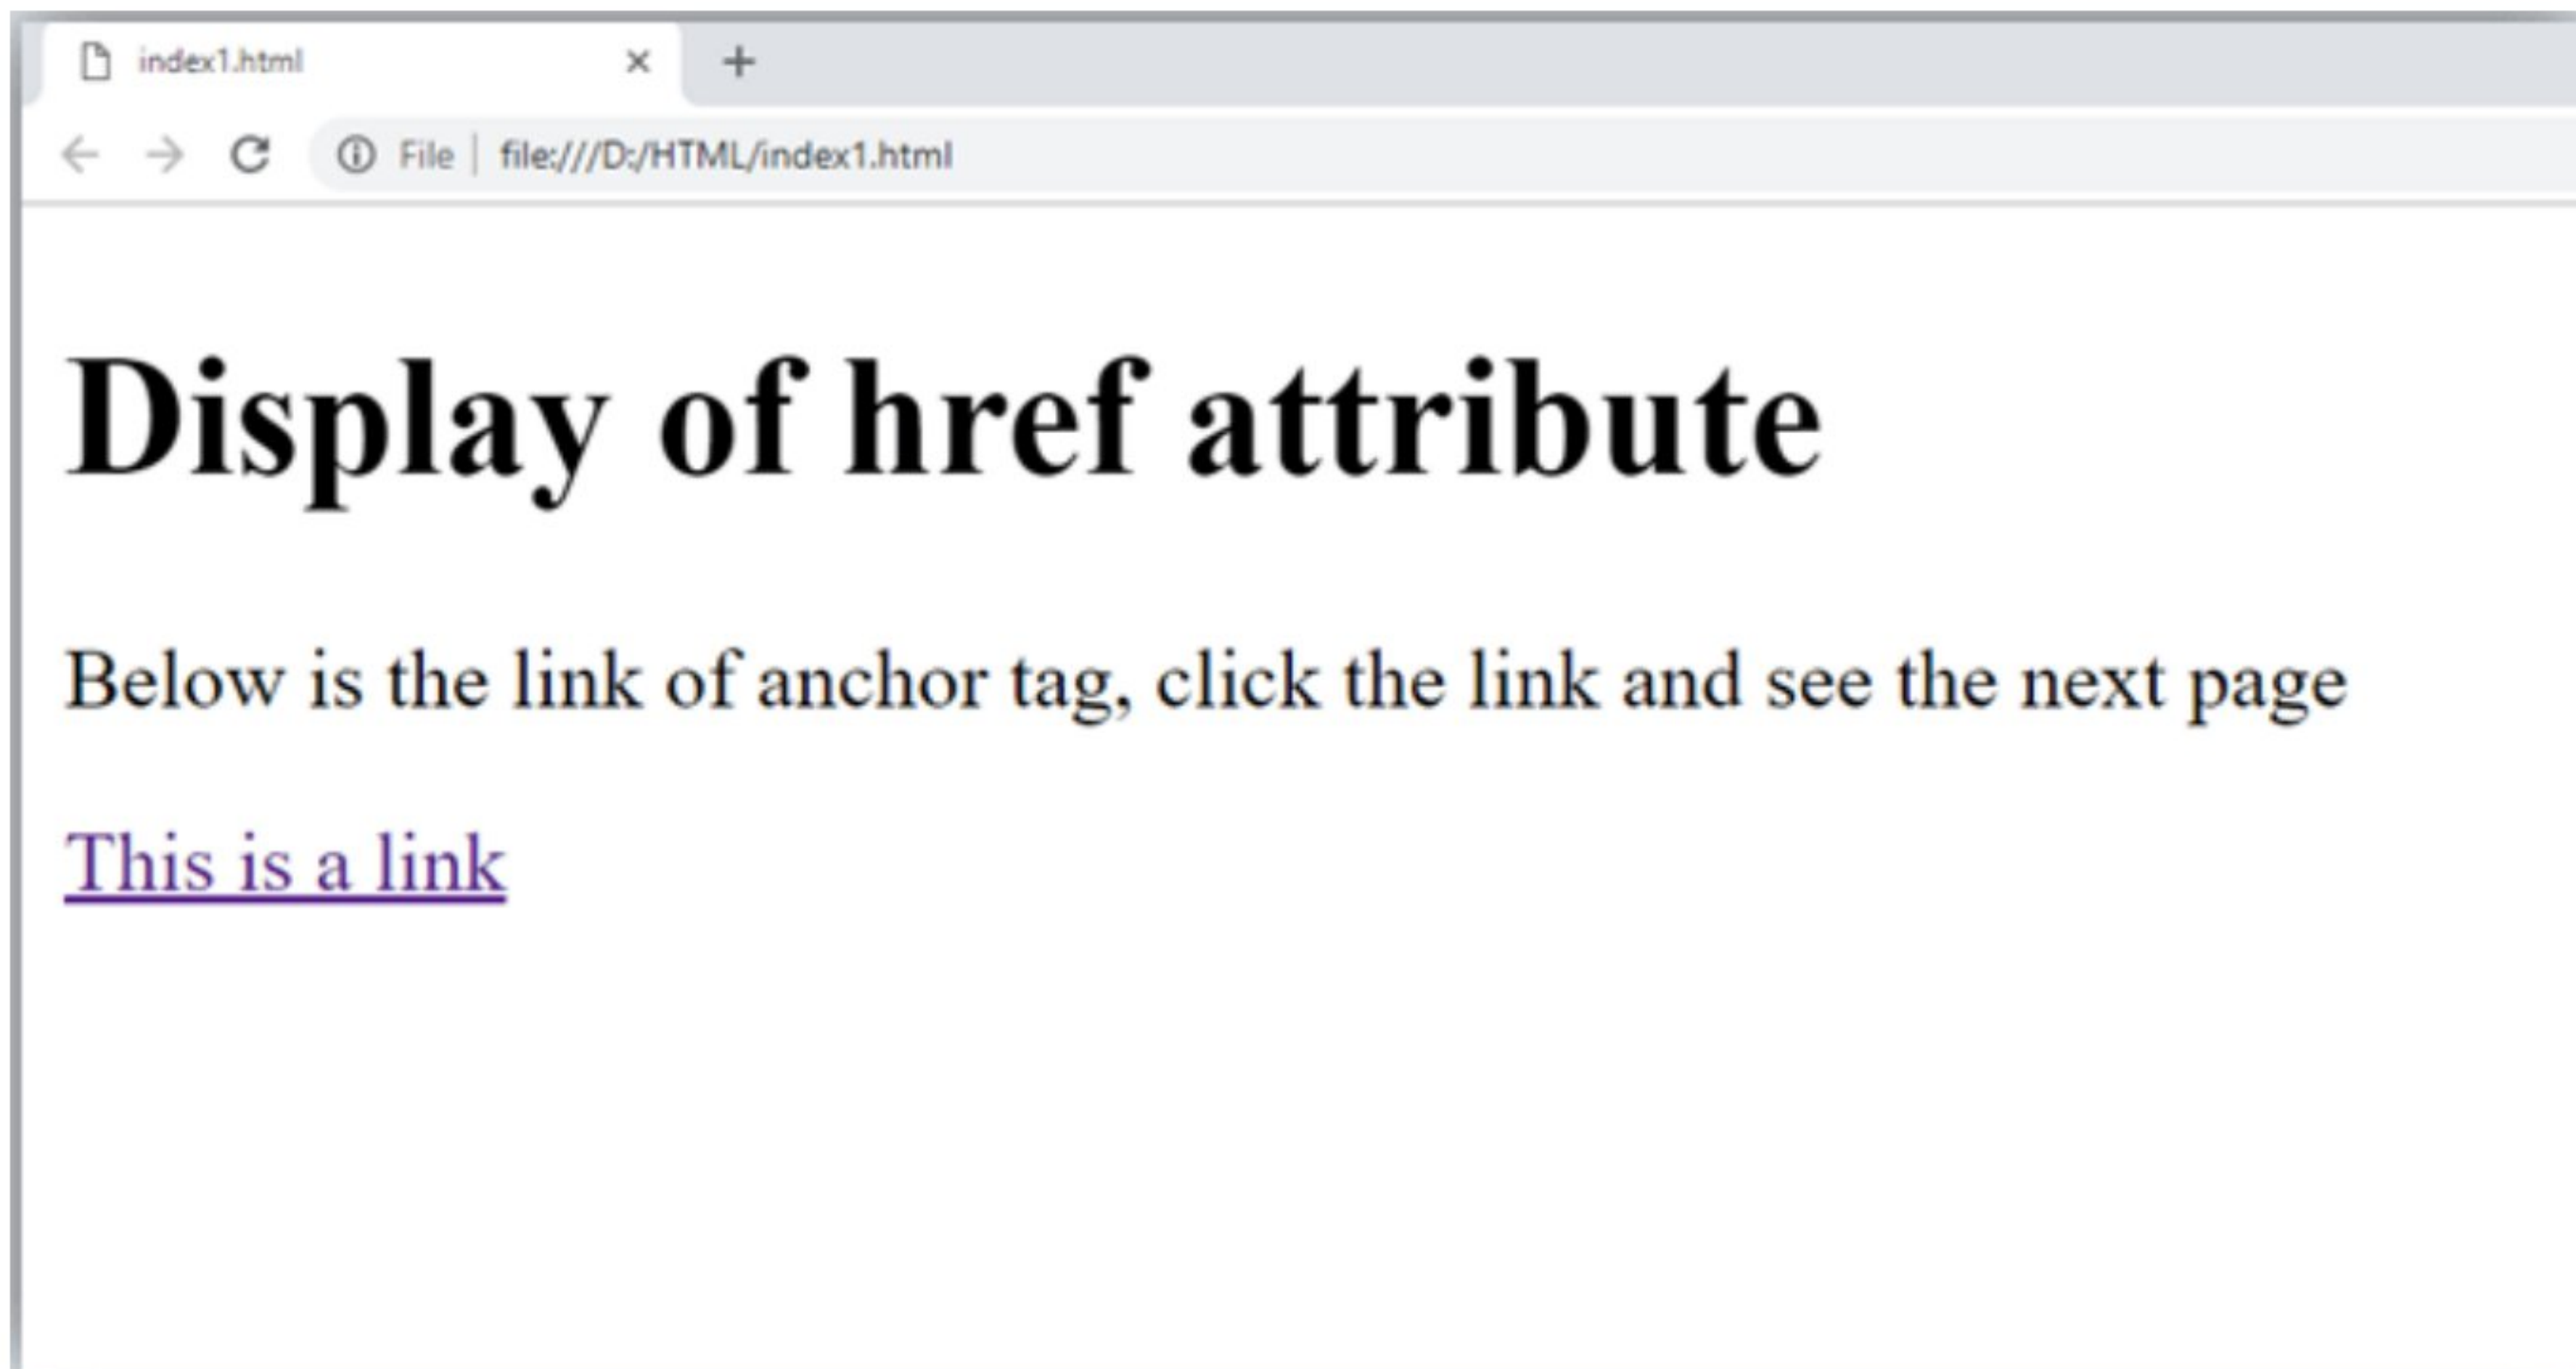 index1.html
File file:///D:/HTML/index1.html
Display of href attribute
Below is the link of anchor tag, click the link and see the next page
This is a link